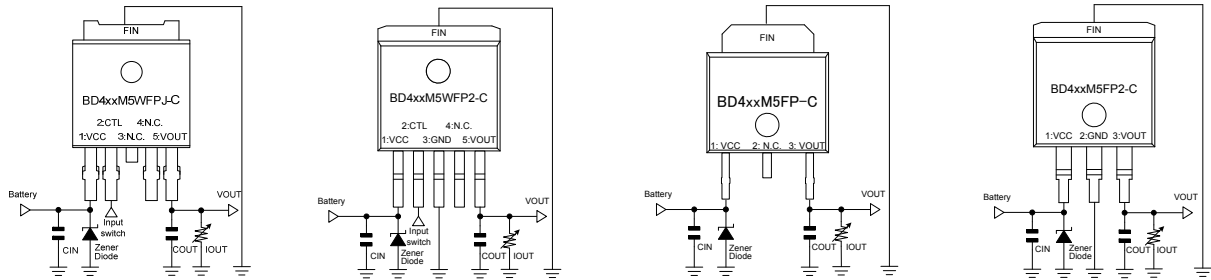 FIN
BD4xxM5WFPJ-C
2:CTL 4:N.C.
1:VCC 3:N.C. 5:VOUT
Battery
VOUT
Input
switch
CIN
Zener
Diode
COUT
IOUT
FIN
BD4xxM5WFP2-C
2:CTL 4:N.C.
1:VCC 3:GND 5:VOUT
Battery
VOUT
Input
switch
CIN
Zener
Diode
COUT
IOUT
FIN
BD4xxM5FP-C
1: VCC 2: N.C. 3: VOUT
Battery
VOUT
CIN
Zener
Diode
COUT
IOUT
FIN
BD4xxM5FP2-C
1:VCC 2:GND 3:VOUT
Battery
VOUT
CIN
Zener
Diode
COUT
IOUT